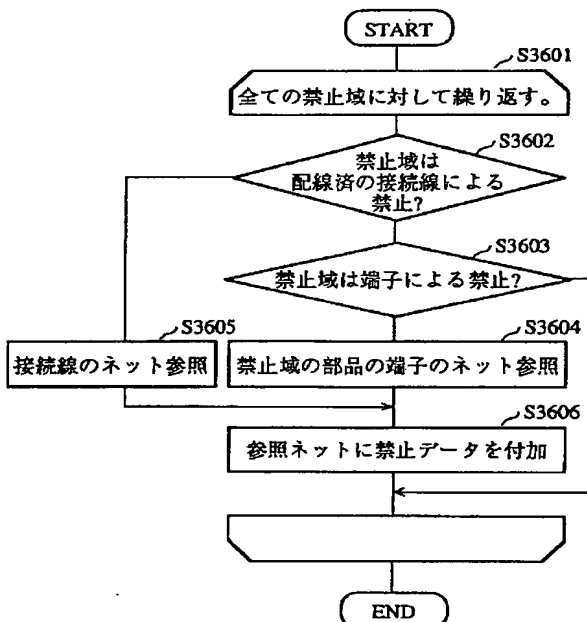 START
S3601
全ての禁止域に対して繰り返す。
S3602
禁止域は
配線済の接続線による
禁止?
S3603
禁止域は端子による禁止?
S3605
接続線のネット参照
S3604
禁止域の部品の端子のネット参照
S3606
参照ネットに禁止データを付加
END